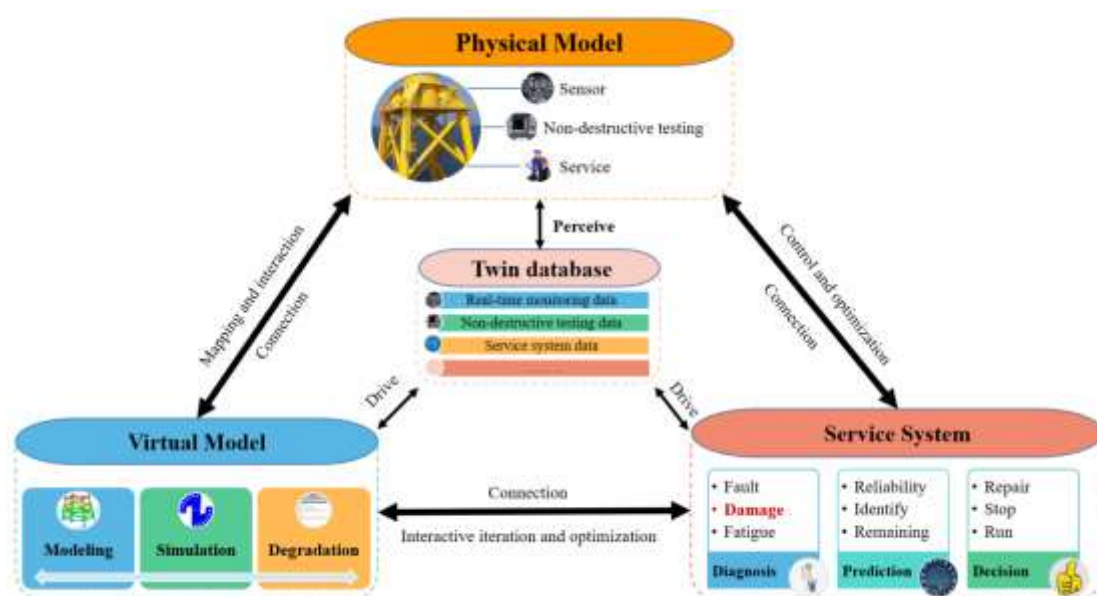 Physical Model
Sensor
Non-destructive testing
Service
Mapping and interaction
Connection
Perceive
Control and optimization
Connection
Twin database
Real-time monitoring data
Non-destructive testing data
Service system data
Drive
Drive
Virtual Model
Modeling
Simulation
Degradation
Connection
Interactive iteration and optimization
Service System
• Fault
• Damage
• Fatigue
Diagnosis
• Reliability
• Identify
• Remaining
Prediction
• Repair
• Stop
• Run
Decision